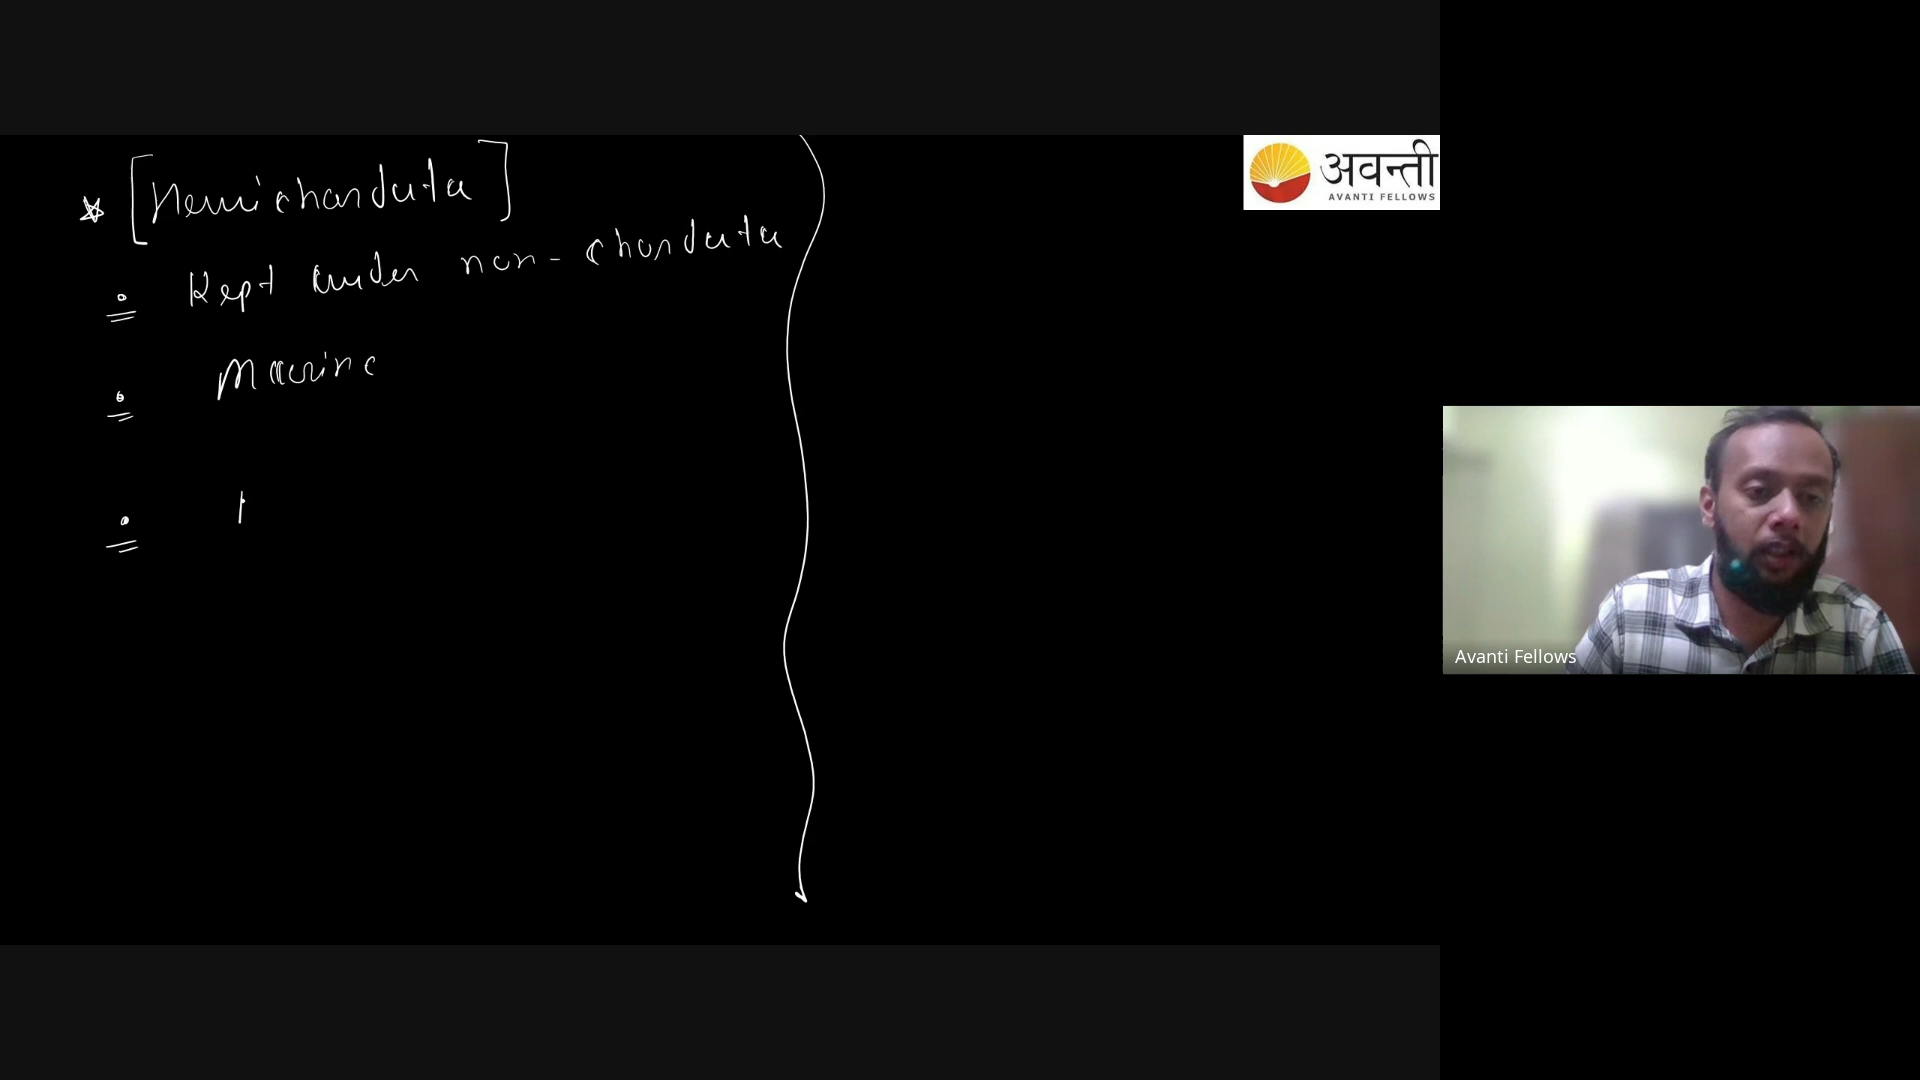 * [Hemichordata]
Kept under non-chordata
Marine
अवन्ती
AVANTI FELLOWS
Avanti Fellows